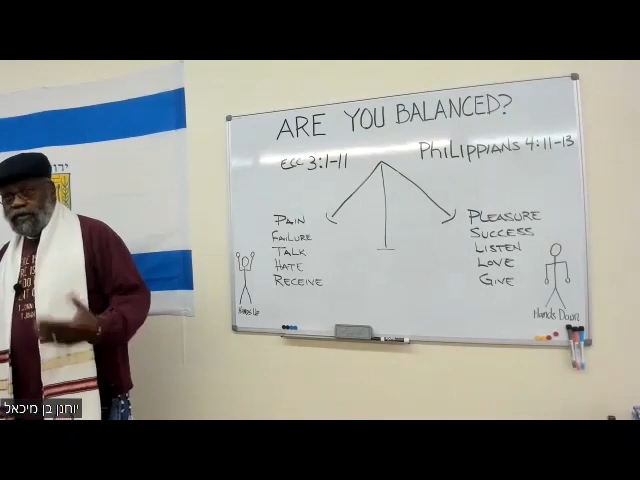 ARE YOU BALANCED?
ECC 3:1-11
PHILIPPIANS 4:11-13
PAIN
FAILURE
TALK
HATE
RECEIVE
PLEASURE
SUCCESS
LISTEN
LOVE
GIVE
Hands Up
Hands Down
יוחנן בן מיכאל